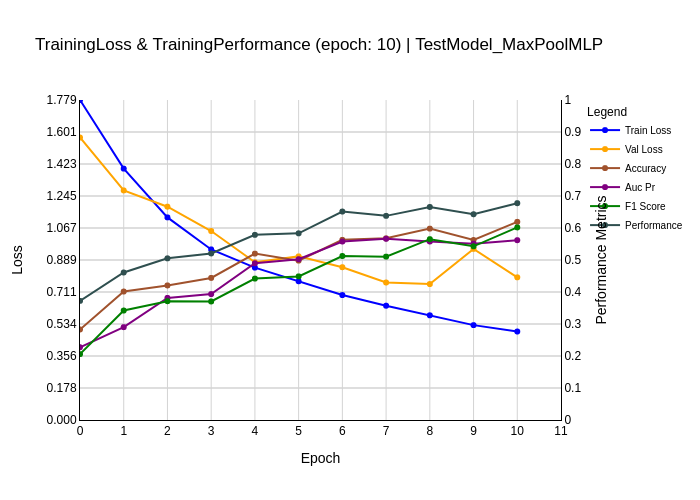 TrainingLoss & TrainingPerformance (epoch: 10) | TestModel_MaxPoolMLP
1.779
1.601
1.423
1.245
1.067
0.889
0.711
0.534
0.356
0.178
0.000
Loss
0 1 2 3 4 5 6 7 8 9 10 11
Epoch
1
0.9
0.8
0.7
0.6
0.5
0.4
0.3
0.2
0.1
0
Performance Metrics
Legend
Train Loss
Val Loss
Accuracy
Auc Pr
F1 Score
Performance